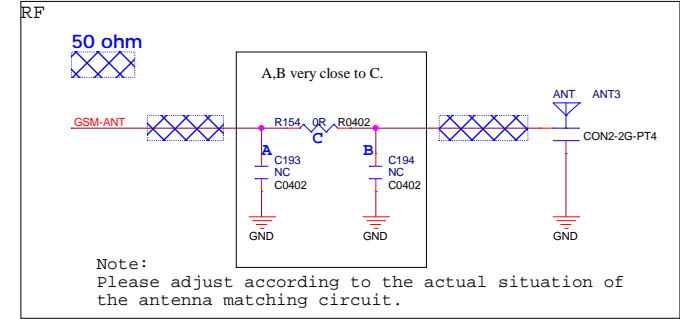 RF
50 ohm
A,B very close to C.
ANT ANT3
GSM-ANT
R154 0R R0402
C
CON2-2G-PT4
A
C193
NC
C0402
B
C194
NC
C0402
GND
GND
GND
Note:
Please adjust according to the actual situation of
the antenna matching circuit.